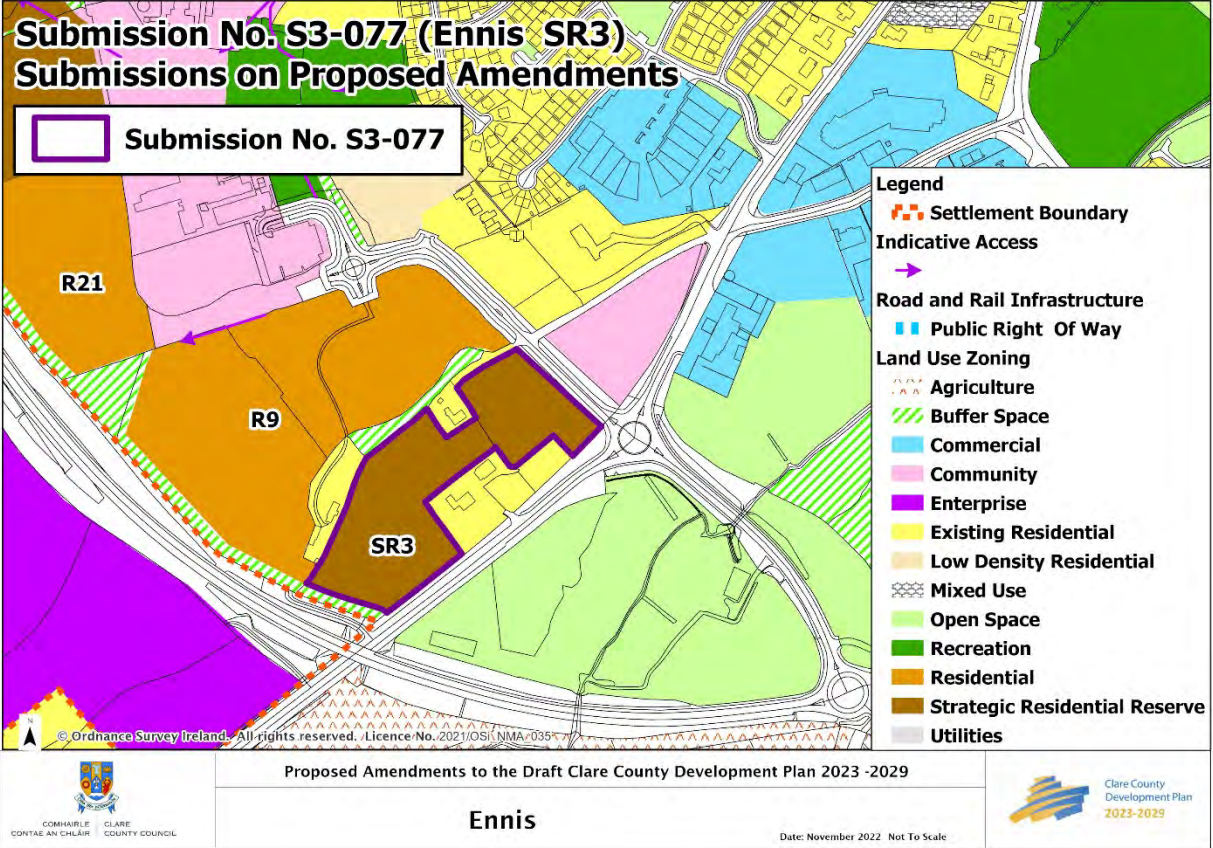 Submission No. S3-077 (Ennis SR3)
Submissions on Proposed Amendments
Submission No. S3-077
R21
R9
SR3
Legend
Settlement Boundary
Indicative Access
Road and Rail Infrastructure
Public Right Of Way
Land Use Zoning
Agriculture
Buffer Space
Commercial
Community
Enterprise
Existing Residential
Low Density Residential
Mixed Use
Open Space
Recreation
Residential
Strategic Residential Reserve
Utilities
N
© Ordnance Survey Ireland. All rights reserved. Licence No. 2021/OSi_NMA_035
COMHAIRLE CLARE
CONTAE AN CHLÁIR COUNTY COUNCIL
Proposed Amendments to the Draft Clare County Development Plan 2023 -2029
Ennis
Date: November 2022 Not To Scale
Clare County
Development Plan
2023-2029